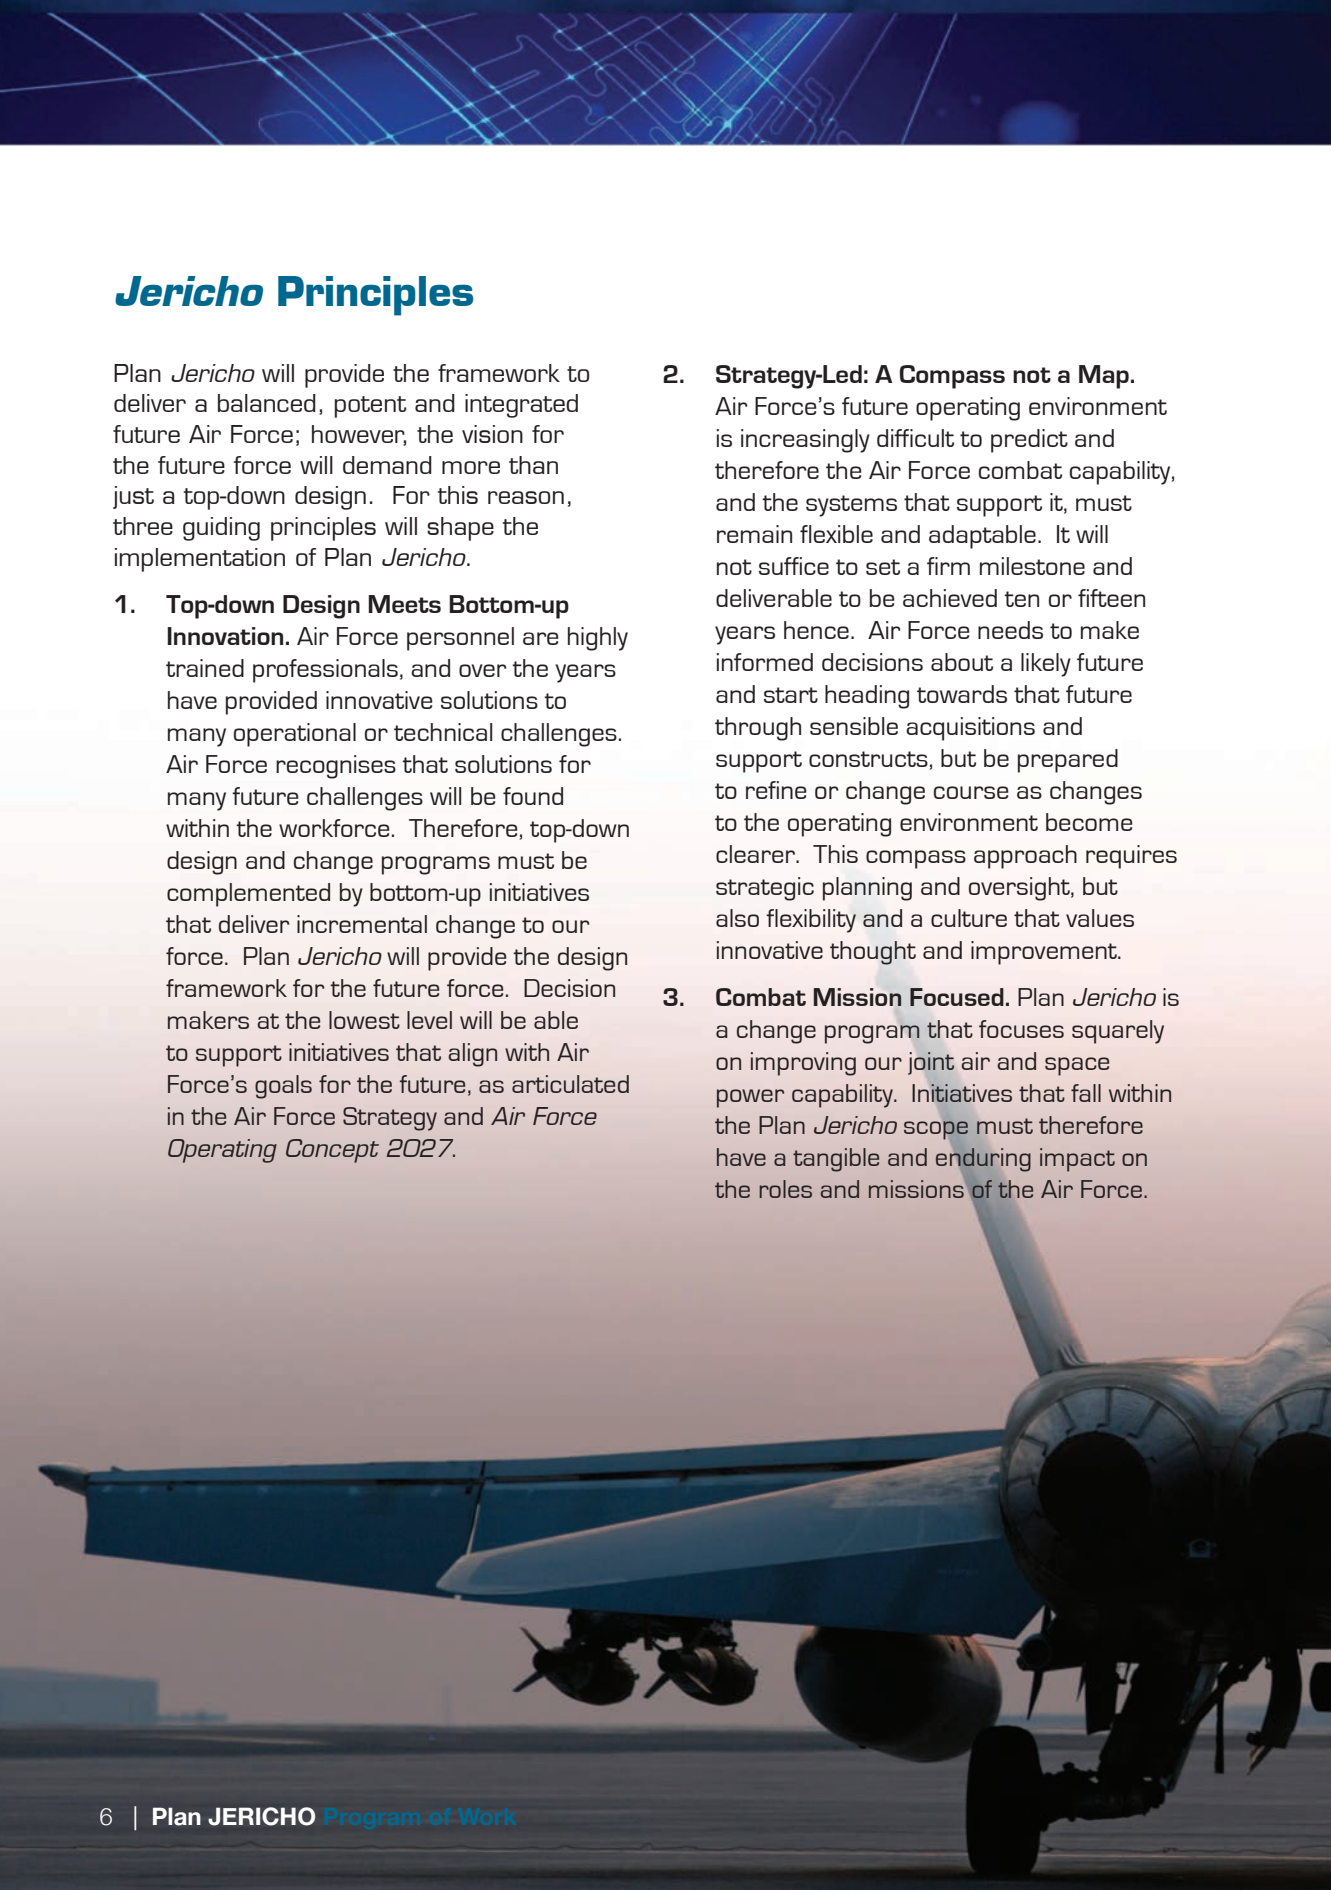 Jericho Principles
Plan Jericho will provide the framework to
deliver a balanced, potent and integrated
future Air Force; however, the vision for
the future force will demand more than
just a top-down design.  For this reason,
three guiding principles will shape the
implementation of Plan Jericho.
1. Top-down Design Meets Bottom-up
Innovation. Air Force personnel are highly
trained professionals, and over the years
have provided innovative solutions to
many operational or technical challenges.
Air Force recognises that solutions for
many future challenges will be found
within the workforce.  Therefore, top-down
design and change programs must be
complemented by bottom-up initiatives
that deliver incremental change to our
force.  Plan Jericho will provide the design
framework for the future force.  Decision
makers at the lowest level will be able
to support initiatives that align with Air
Force's goals for the future, as articulated
in the Air Force Strategy and Air Force
Operating Concept 2027.
2. Strategy-Led: A Compass not a Map.
Air Force's future operating environment
is increasingly difficult to predict and
therefore the Air Force combat capability,
and the systems that support it, must
remain flexible and adaptable.  It will
not suffice to set a firm milestone and
deliverable to be achieved ten or fifteen
years hence.  Air Force needs to make
informed decisions about a likely future
and start heading towards that future
through sensible acquisitions and
support constructs, but be prepared
to refine or change course as changes
to the operating environment become
clearer.  This compass approach requires
strategic planning and oversight, but
also flexibility and a culture that values
innovative thought and improvement.
3. Combat Mission Focused. Plan Jericho is
a change program that focuses squarely
on improving our joint air and space
power capability.  Initiatives that fall within
the Plan Jericho scope must therefore
have a tangible and enduring impact on
the roles and missions of the Air Force.
6 | Plan JERICHO Program of Work